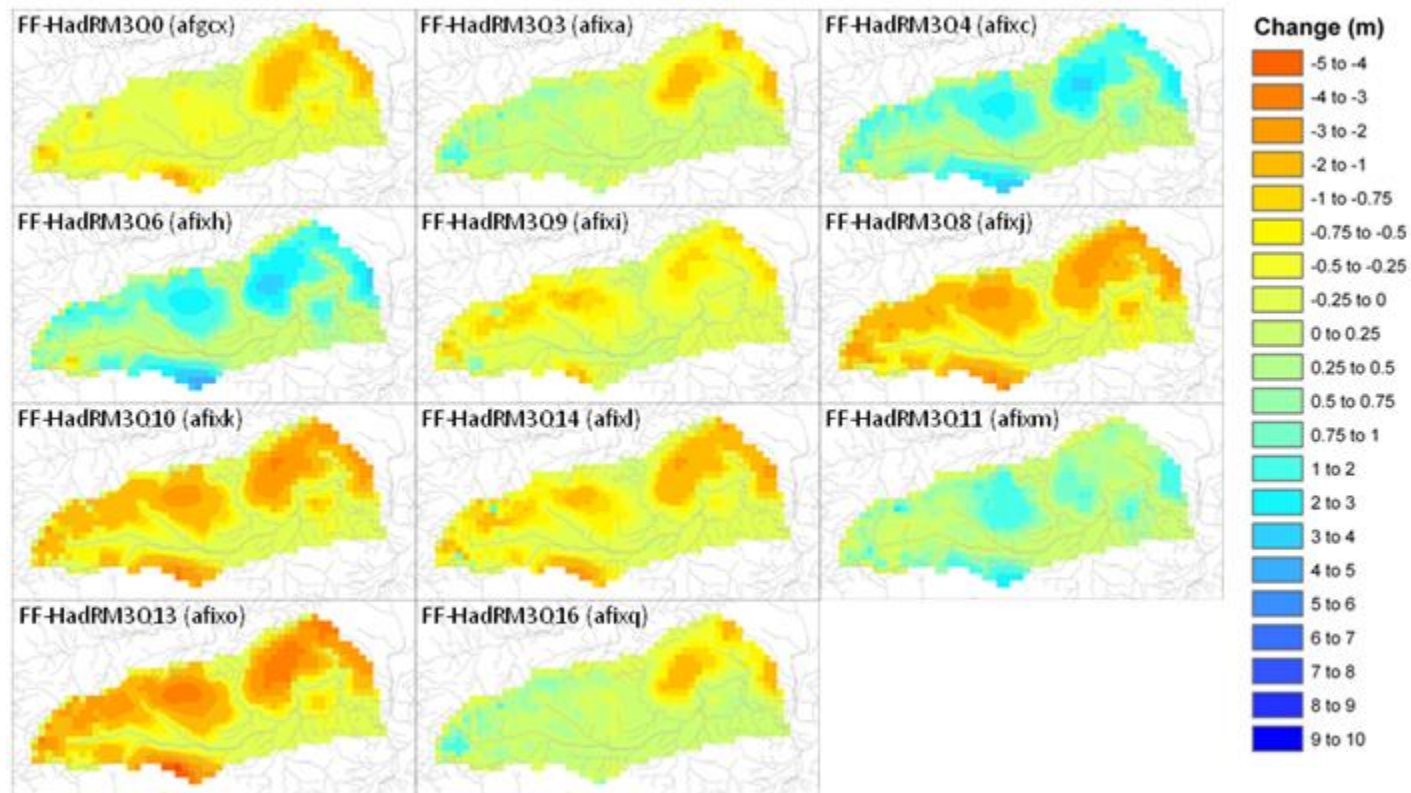 FF-HadRM3Q0 (afgcx)
FF-HadRM3Q3 (afixa)
FF-HadRM3Q4 (afixc)
FF-HadRM3Q6 (afixh)
FF-HadRM3Q9 (afixi)
FF-HadRM3Q8 (afixj)
FF-HadRM3Q10 (afixk)
FF-HadRM3Q14 (afixl)
FF-HadRM3Q11 (afixm)
FF-HadRM3Q13 (afixo)
FF-HadRM3Q16 (afixq)
Change (m)
-5 to -4
-4 to -3
-3 to -2
-2 to -1
-1 to -0.75
-0.75 to -0.5
-0.5 to -0.25
-0.25 to 0
0 to 0.25
0.25 to 0.5
0.5 to 0.75
0.75 to 1
1 to 2
2 to 3
3 to 4
4 to 5
5 to 6
6 to 7
7 to 8
8 to 9
9 to 10